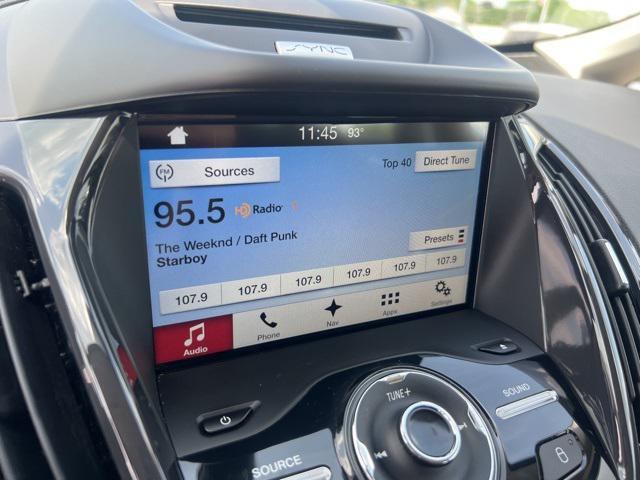 SYNC
11:45 93°
FM Sources
Top 40 Direct Tune
95.5 HD Radio 1
The Weeknd / Daft Punk
Starboy
Presets
107.9 107.9 107.9 107.9 107.9 107.9
Audio Phone Nav Apps Settings
TUNE+
SOUND
SOURCE